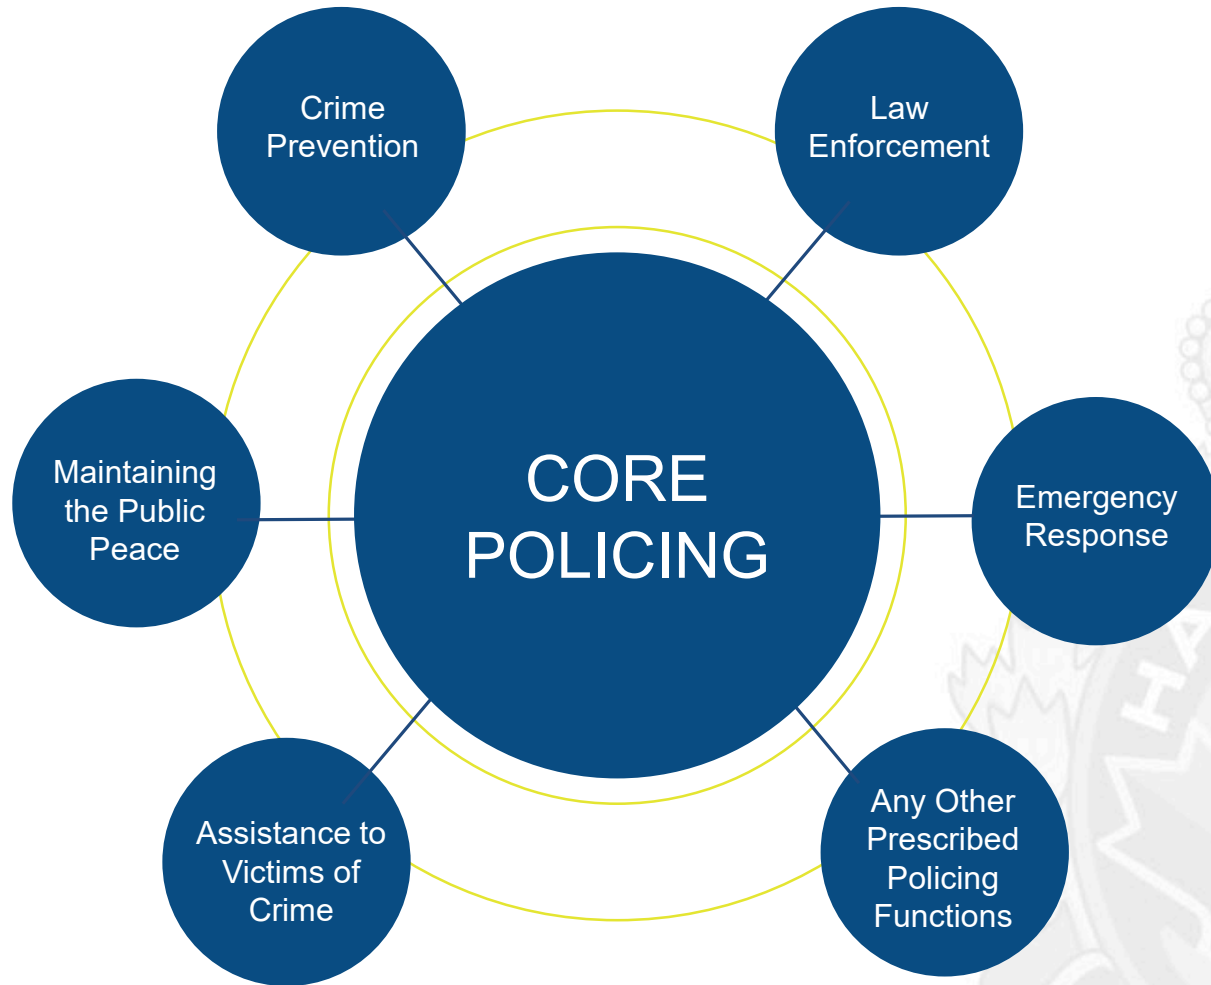 Crime
Prevention
Law
Enforcement
Maintaining
the Public
Peace
CORE
POLICING
Emergency
Response
Assistance to
Victims of
Crime
Any Other
Prescribed
Policing
Functions
HA